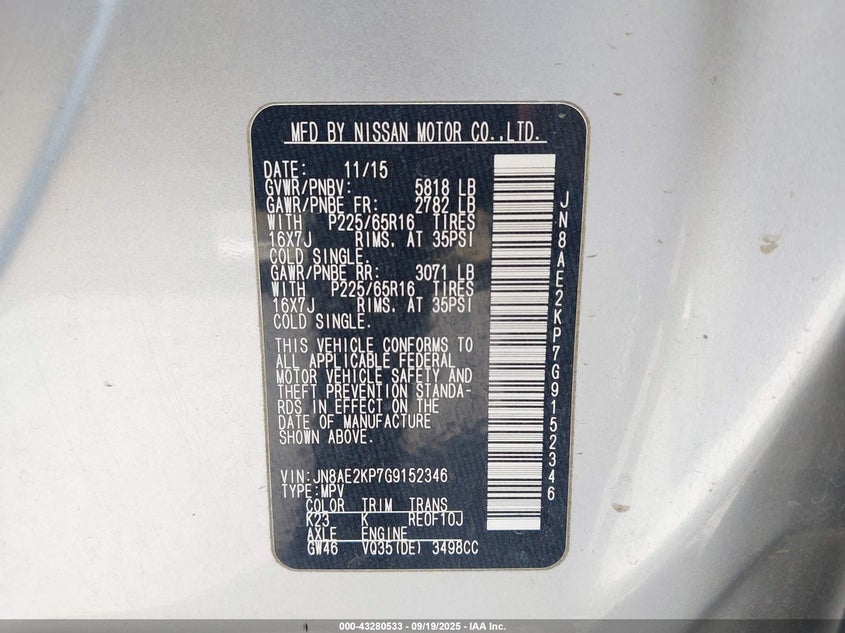 MFD BY NISSAN MOTOR CO.,LTD.
DATE: 11/15
GVWR/PNBV: 5818 LB
GAWR/PNBE FR: 2782 LB
WITH P225/65R16 TIRES
16X7J RIMS, AT 35PSI
COLD SINGLE.
GAWR/PNBE RR: 3071 LB
WITH P225/65R16 TIRES
16X7J RIMS, AT 35PSI
COLD SINGLE.
THIS VEHICLE CONFORMS TO
ALL APPLICABLE FEDERAL
MOTOR VEHICLE SAFETY AND
THEFT PREVENTION STANDA-
RDS IN EFFECT ON THE
DATE OF MANUFACTURE
SHOWN ABOVE.
VIN:JN8AE2KP7G9152346
TYPE:MPV
COLOR TRIM TRANS
K23 K RE0F10J
AXLE ENGINE
GW46 VQ35(DE) 3498CC
JN8AE2KP7G9152346
000-43280533 - 09/19/2025 - IAA Inc.